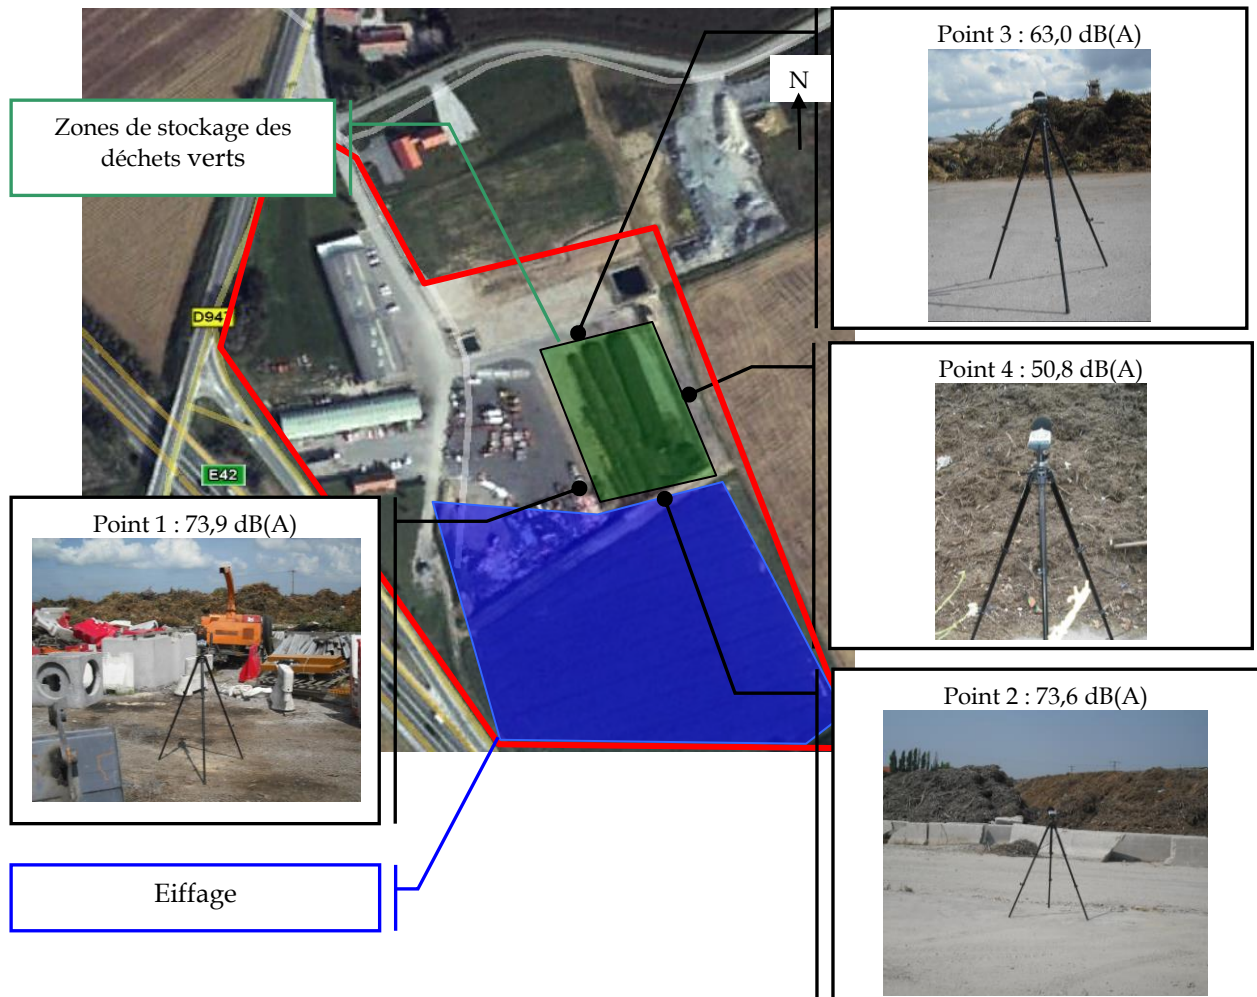 Point 3 : 63,0 dB(A)
N
Zones de stockage des
déchets verts
D947
Point 4 : 50,8 dB(A)
E42
Point 1 : 73,9 dB(A)
Point 2 : 73,6 dB(A)
Eiffage